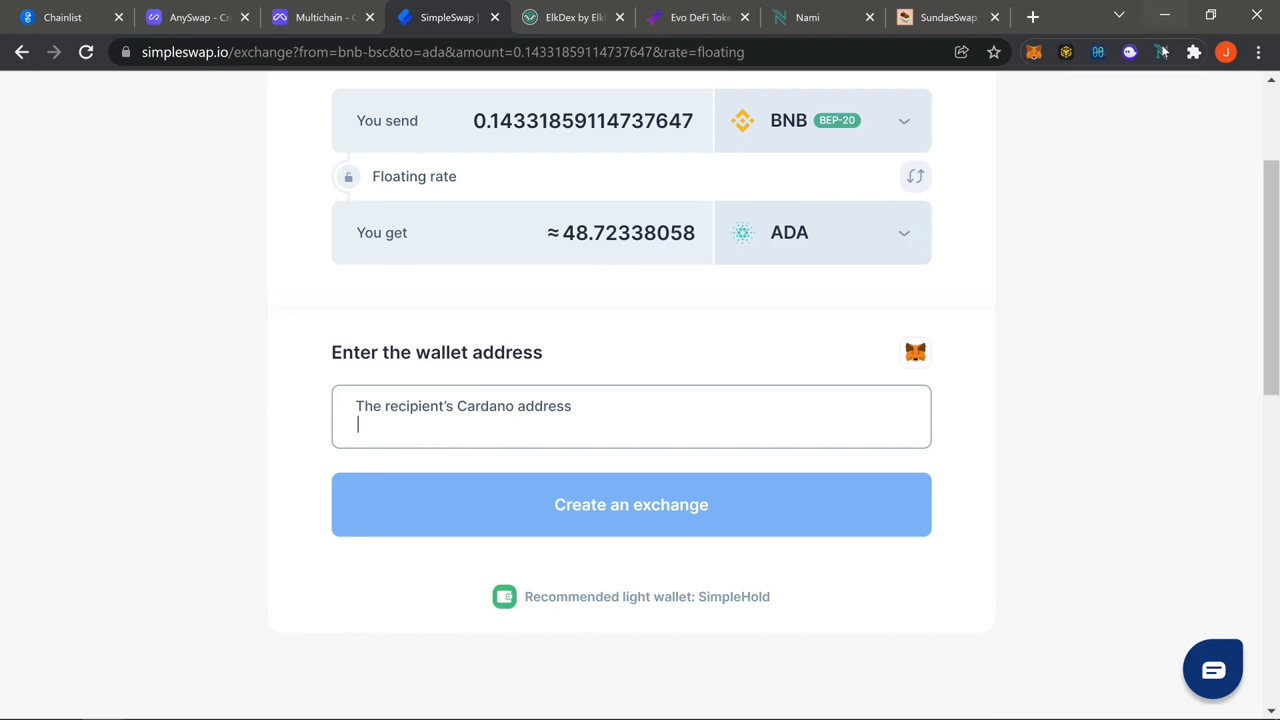 Chainlist
AnySwap - Cr
Multichain - C
SimpleSwap |
ElkDex by Elk
Evo DeFi Toke
Nami
SundaeSwap
simpleswap.io/exchange?from=bnb-bsc&to=ada&amount=0.14331859114737647&rate=floating
J
You send 0.14331859114737647 BNB BEP-20
Floating rate
You get ≈ 48.72338058 ADA
Enter the wallet address
The recipient's Cardano address
Create an exchange
Recommended light wallet: SimpleHold